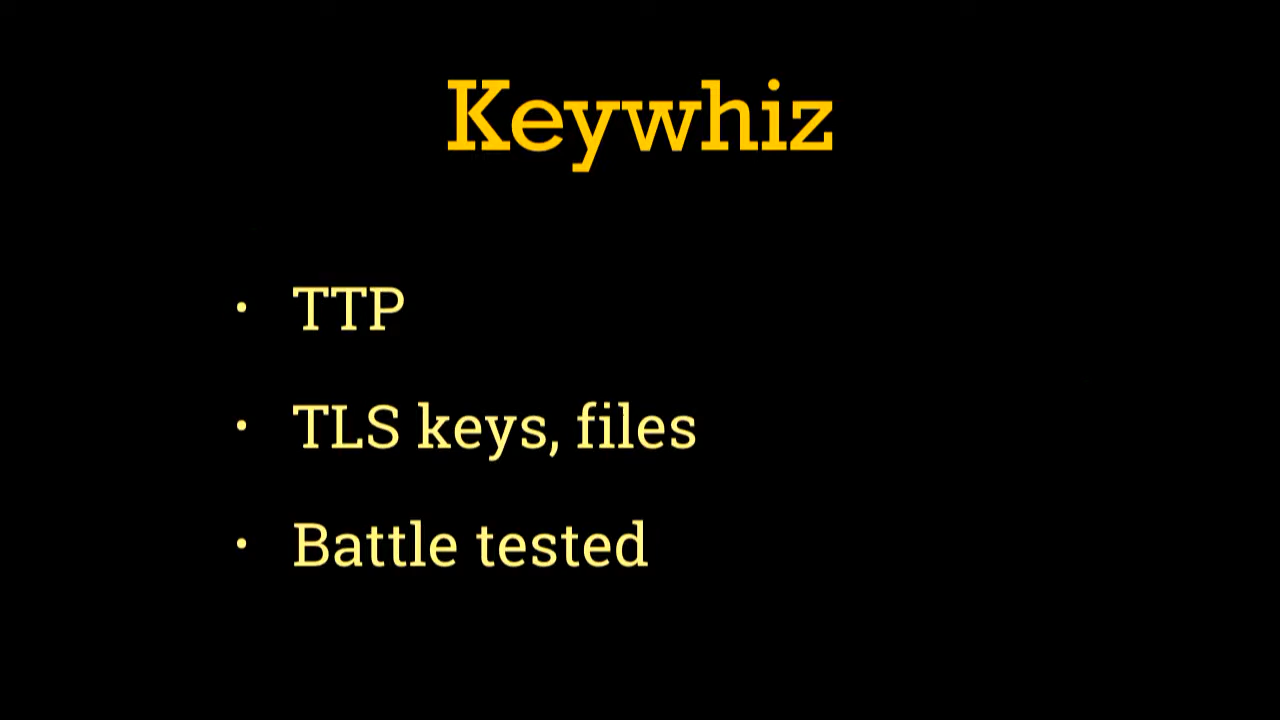 Keywhiz
• TTP
• TLS keys, files
• Battle tested